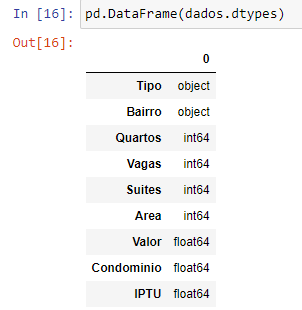 In [16]: pd.DataFrame(dados.dtypes)
Out[16]:
0
Tipo object
Bairro object
Quartos int64
Vagas int64
Suites int64
Area int64
Valor float64
Condominio float64
IPTU float64